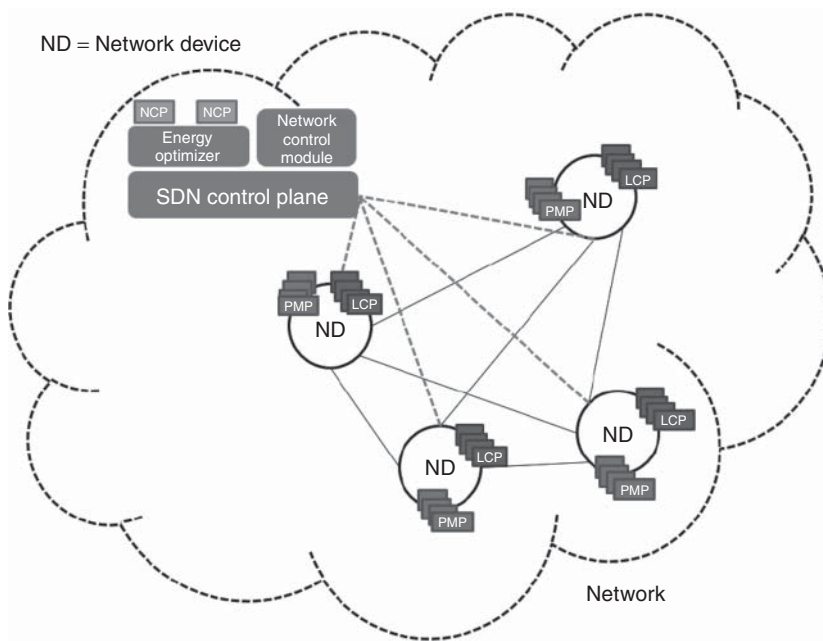 ND = Network device
NCP
NCP
Energy
optimizer
Network
control
module
SDN control plane
LCP
PMP
ND
PMP
LCP
ND
LCP
ND
PMP
LCP
ND
PMP
Network